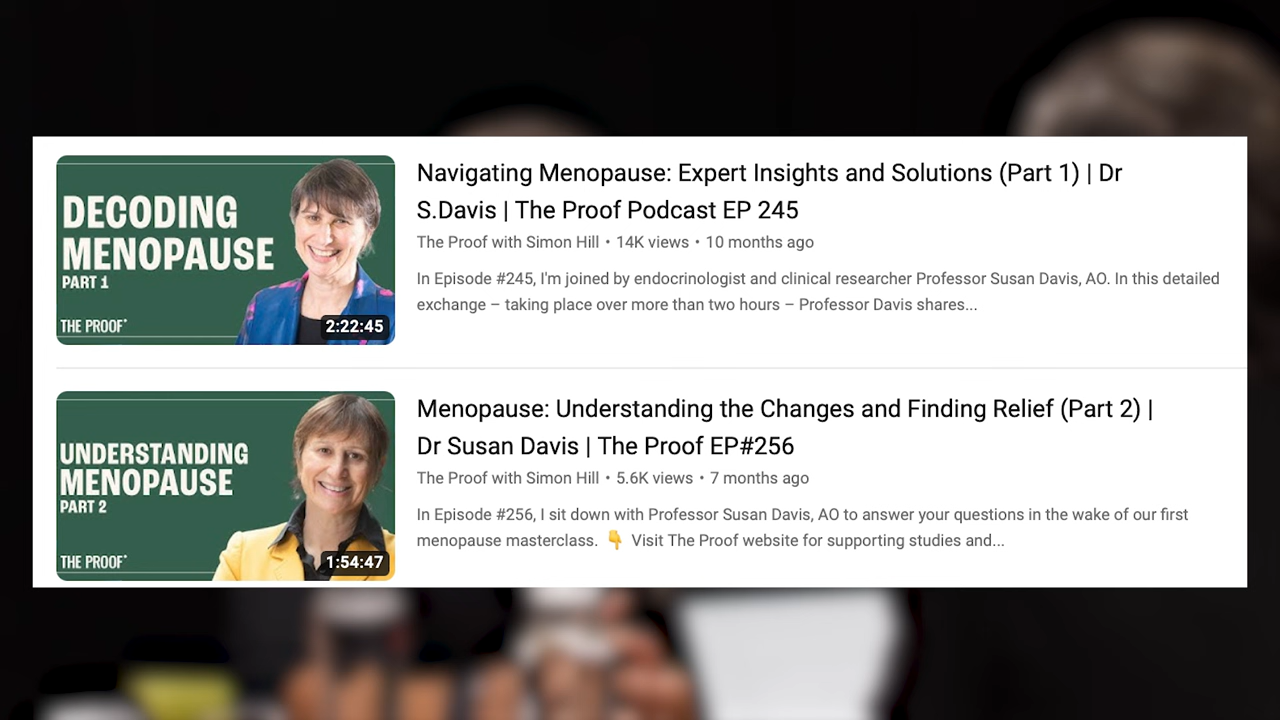 DECODING
MENOPAUSE
PART 1
THE PROOF*
2:22:45
Navigating Menopause: Expert Insights and Solutions (Part 1) | Dr
S.Davis | The Proof Podcast EP 245
The Proof with Simon Hill • 14K views • 10 months ago
In Episode #245, I'm joined by endocrinologist and clinical researcher Professor Susan Davis, AO. In this detailed
exchange – taking place over more than two hours – Professor Davis shares...
UNDERSTANDING
MENOPAUSE
PART 2
THE PROOF*
1:54:47
Menopause: Understanding the Changes and Finding Relief (Part 2) |
Dr Susan Davis | The Proof EP#256
The Proof with Simon Hill • 5.6K views • 7 months ago
In Episode #256, I sit down with Professor Susan Davis, AO to answer your questions in the wake of our first
menopause masterclass. 👇 Visit The Proof website for supporting studies and...